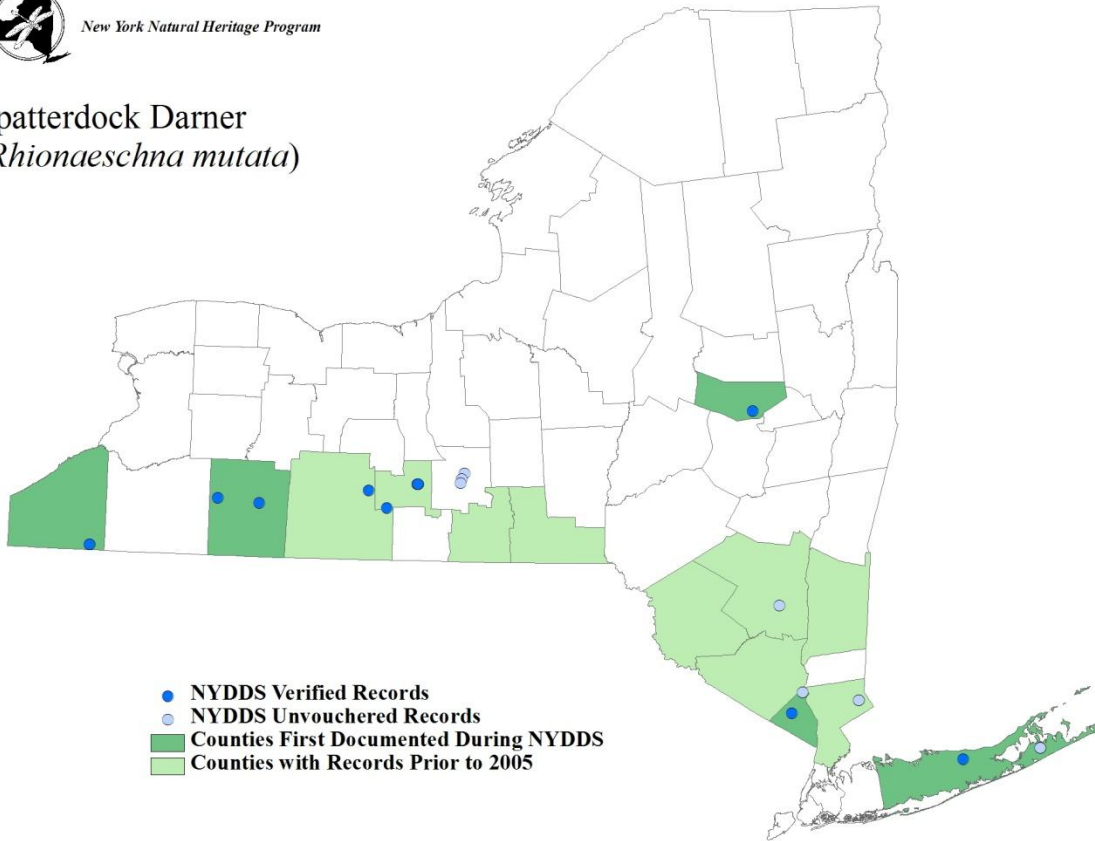 New York Natural Heritage Program
patterdock Darner
Rhionaeschna mutata)
NYDDS Verified Records
NYDDS Unvouchered Records
Counties First Documented During NYDDS
Counties with Records Prior to 2005